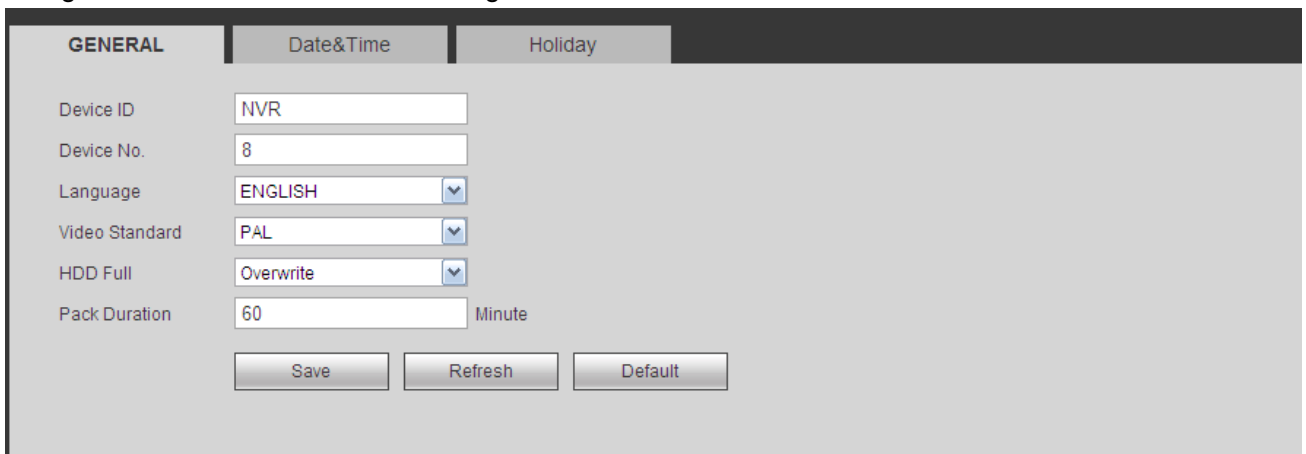 GENERAL Date&Time Holiday
Device ID NVR
Device No. 8
Language ENGLISH
Video Standard PAL
HDD Full Overwrite
Pack Duration 60 Minute
Save Refresh Default